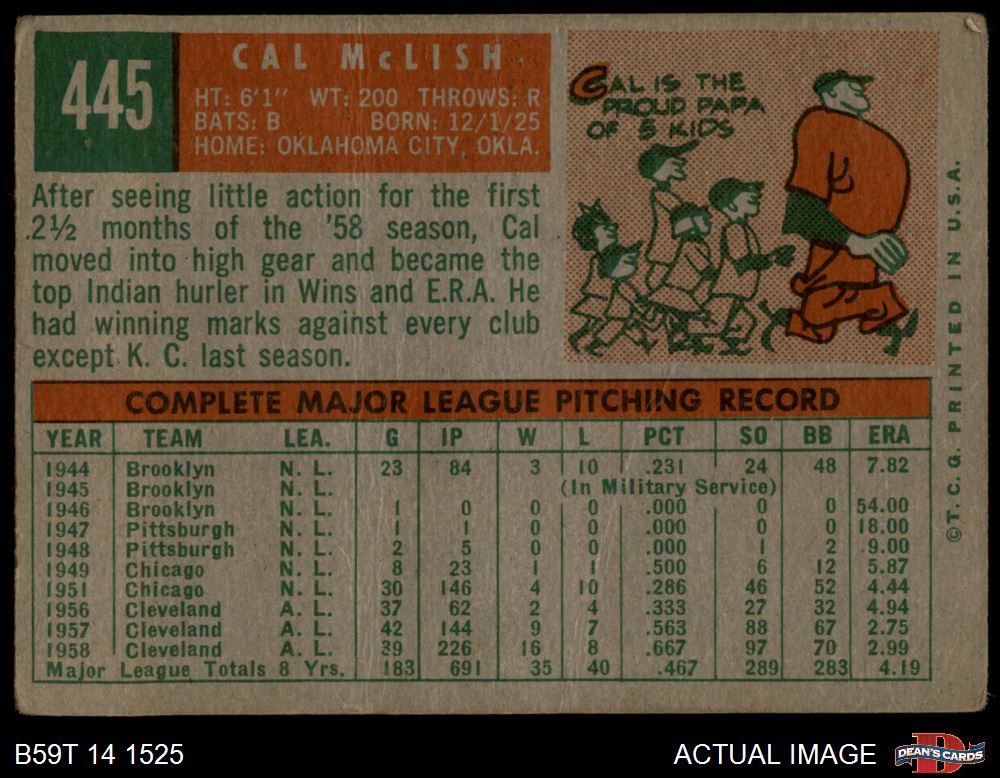 445
CAL McLISH
HT: 6'1" WT: 200 THROWS: R
BATS: B BORN: 12/1/25
HOME: OKLAHOMA CITY, OKLA.
CAL IS THE
PROUD PAPA
OF 5 KIDS
After seeing little action for the first
2½ months of the '58 season, Cal
moved into high gear and became the
top Indian hurler in Wins and E.R.A. He
had winning marks against every club
except K. C. last season.
COMPLETE MAJOR LEAGUE PITCHING RECORD
YEAR TEAM LEA. G IP W L PCT SO BB ERA
1944 Brooklyn N. L. 23 84 3 10 .231 24 48 7.82
1945 Brooklyn N. L. (In Military Service)
1946 Brooklyn N. L. 1 0 0 0 .000 0 0 54.00
1947 Pittsburgh N. L. 1 1 0 0 .000 0 0 18.00
1948 Pittsburgh N. L. 2 5 0 0 .000 1 2 9.00
1949 Chicago N. L. 8 23 1 1 .500 6 12 5.87
1951 Chicago N. L. 30 146 4 10 .286 46 52 4.44
1956 Cleveland A. L. 37 62 2 4 .333 27 32 4.94
1957 Cleveland A. L. 42 144 9 7 .563 88 67 2.75
1958 Cleveland A. L. 39 226 16 8 .667 97 70 2.99
Major League Totals 8 Yrs. 183 691 35 40 .467 289 283 4.19
©T. C. G. PRINTED IN U.S.A.
B59T 14 1525
ACTUAL IMAGE
DEAN'S CARDS